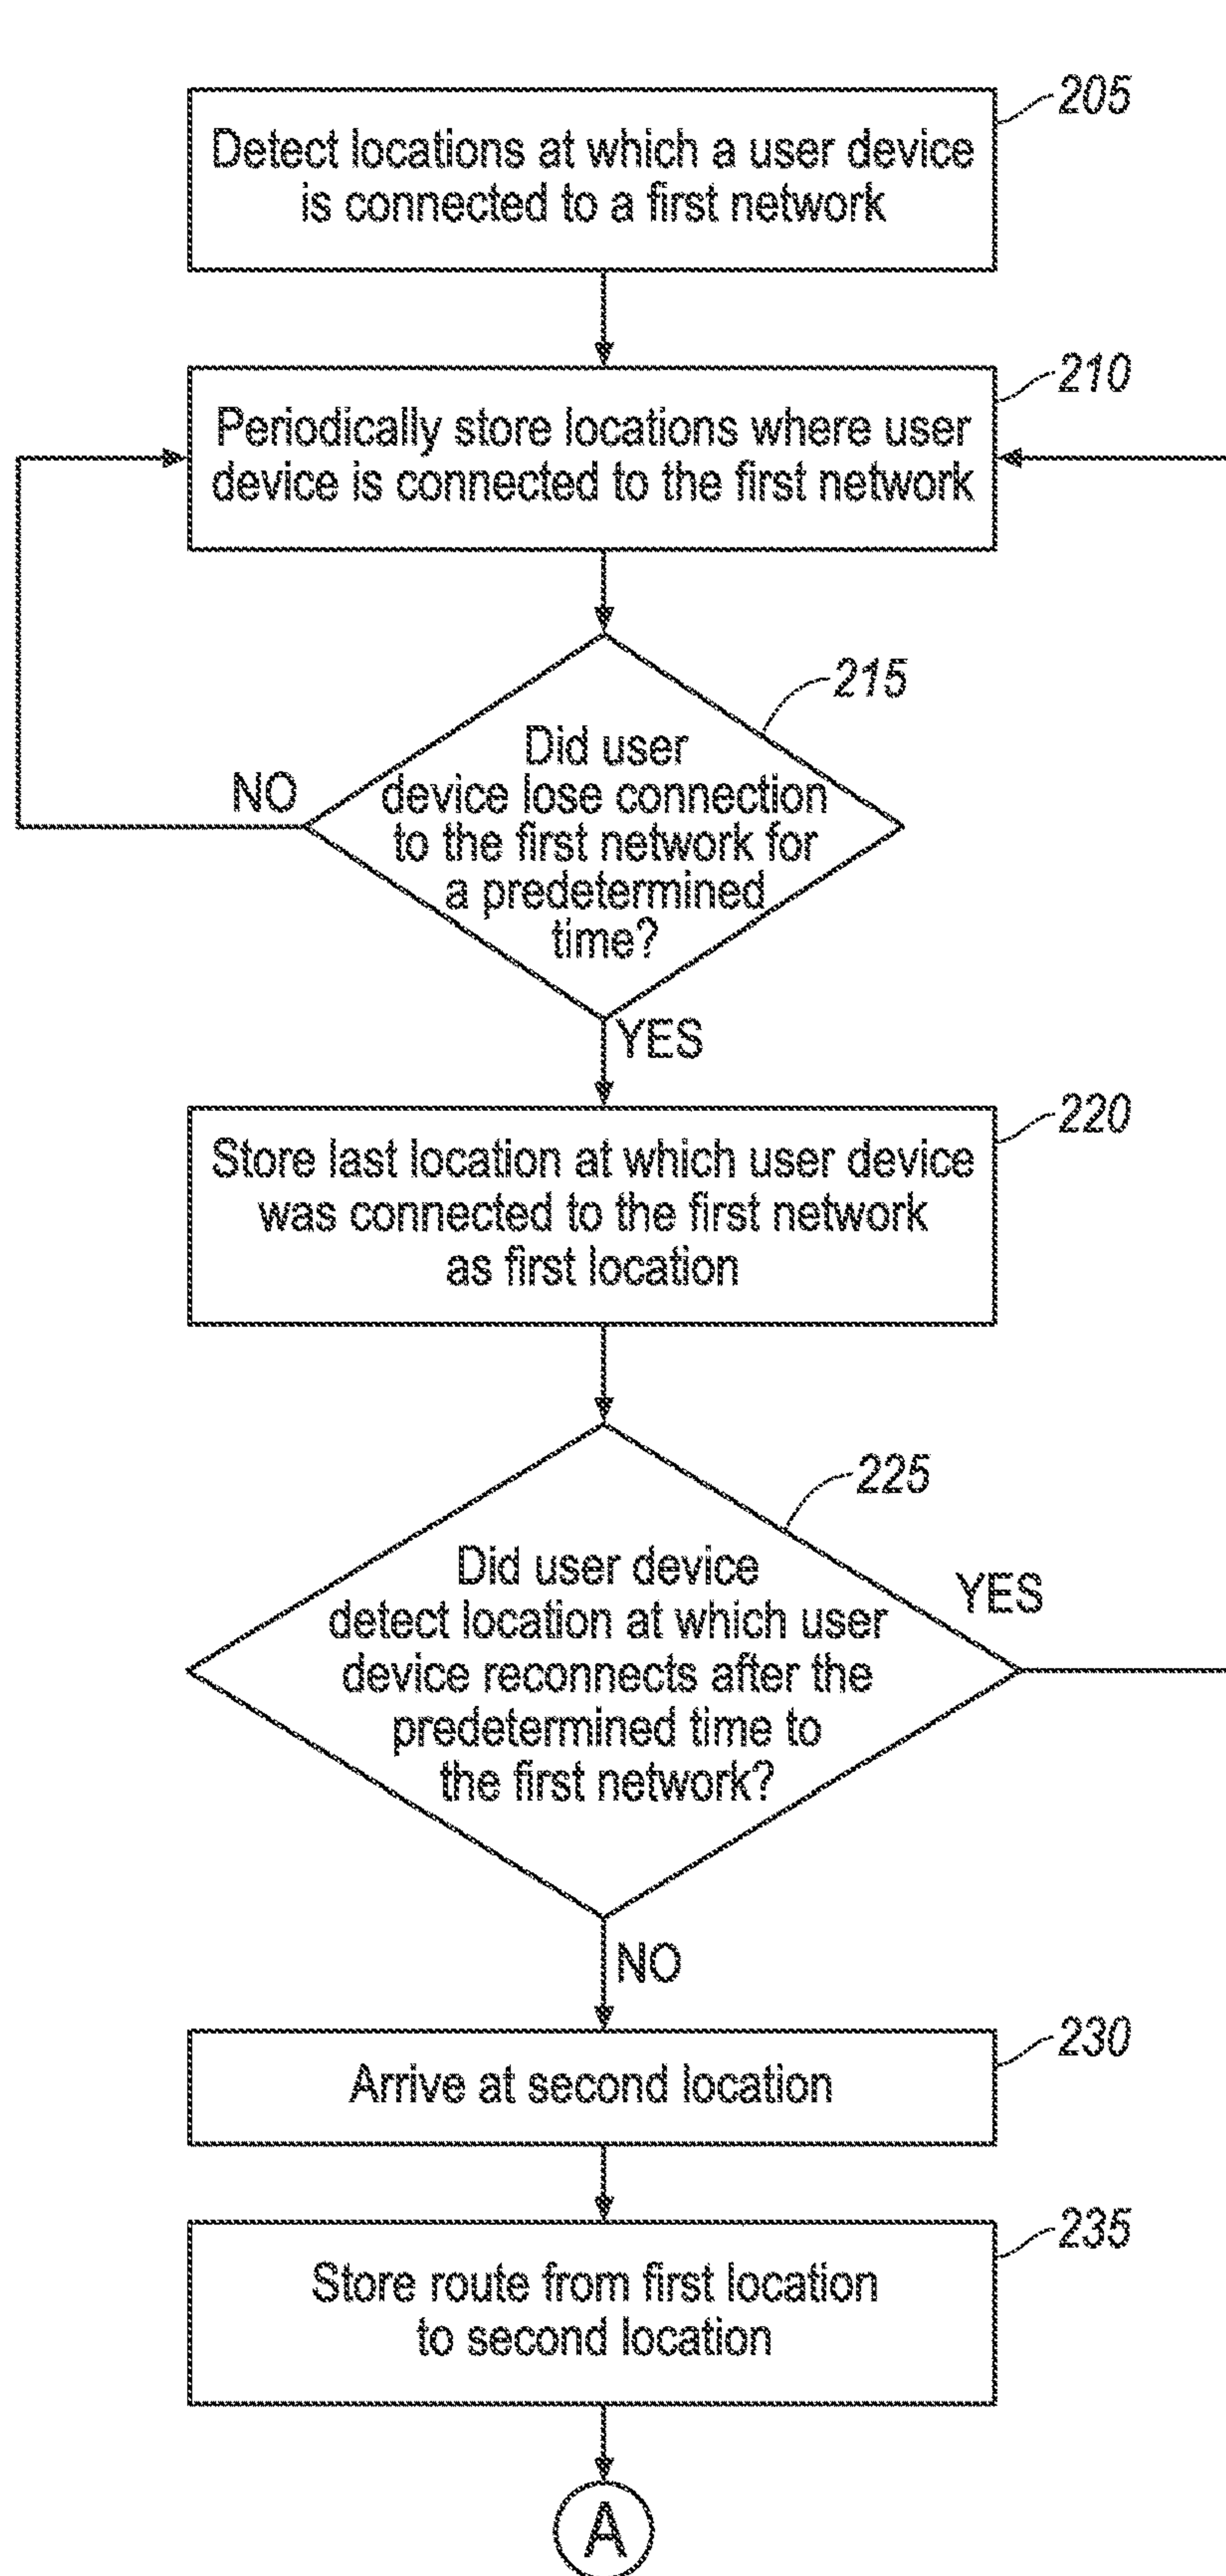 205
Detect locations at which a user device
is connected to a first network
210
Periodically store locations where user
device is connected to the first network
215
Did user
device lose connection
to the first network for
a predetermined
time?
NO
YES
220
Store last location at which user device
was connected to the first network
as first location
225
Did user device
detect location at which user
device reconnects after the
predetermined time to
the first network?
YES
NO
230
Arrive at second location
235
Store route from first location
to second location
A